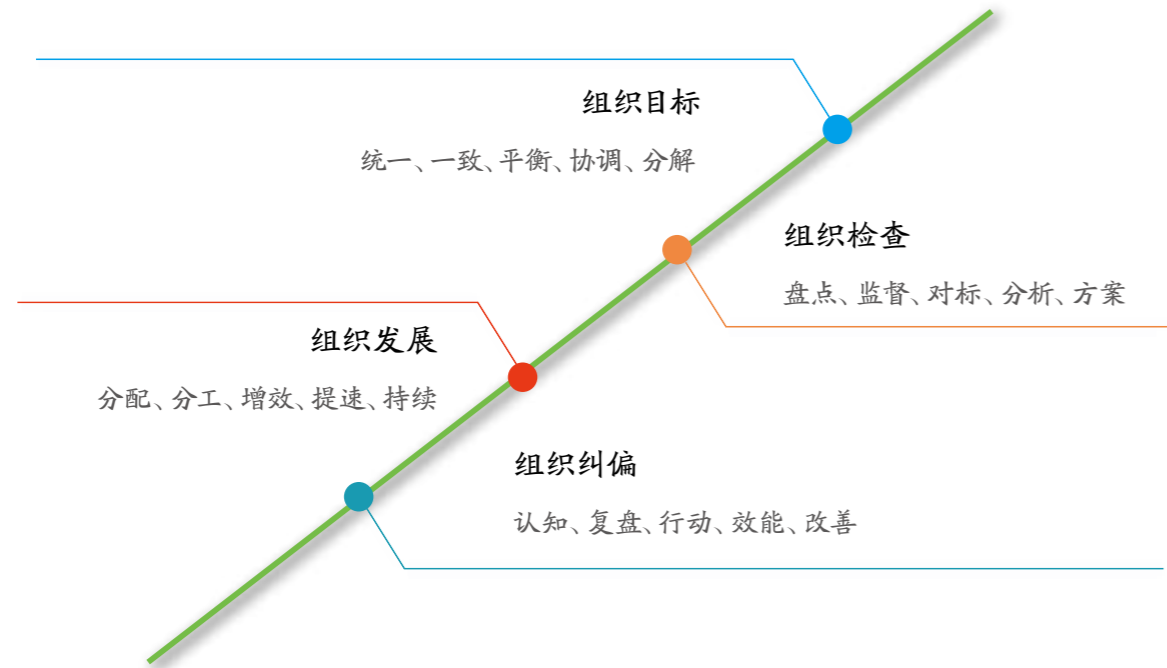 组织目标
统一、一致、平衡、协调、分解
组织检查
盘点、监督、对标、分析、方案
组织发展
分配、分工、增效、提速、持续
组织纠偏
认知、复盘、行动、效能、改善